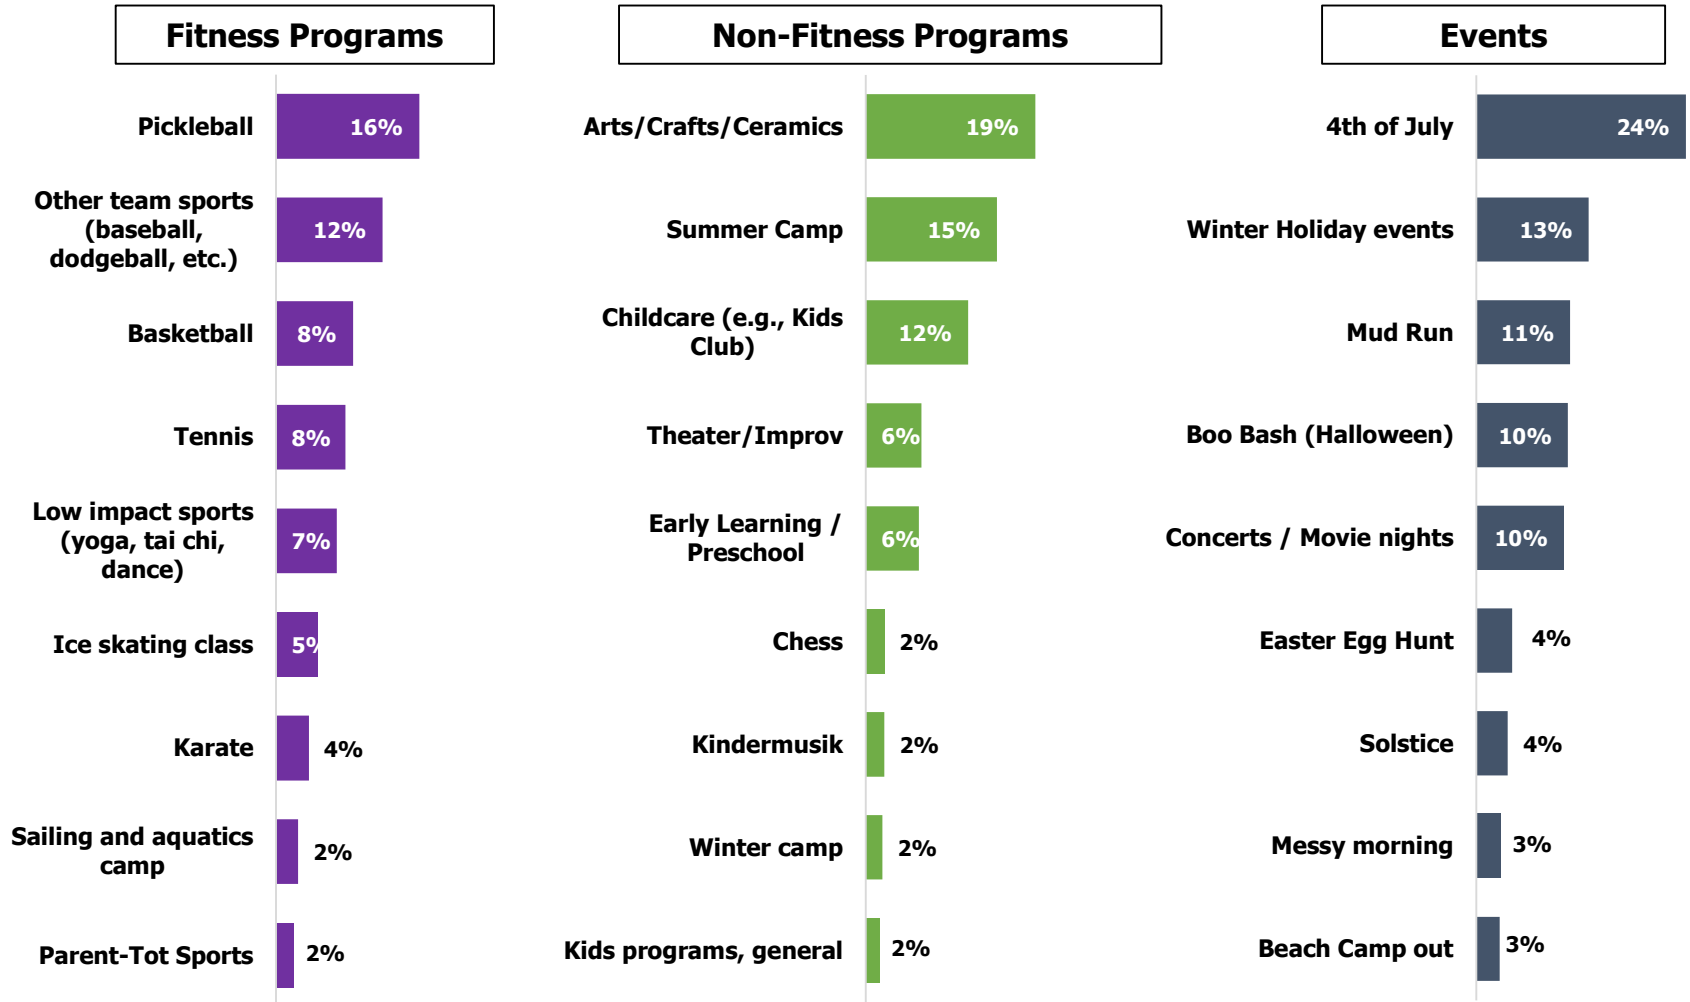 Fitness Programs
Pickleball
16%
Other team sports
(baseball,
dodgeball, etc.)
12%
Basketball
8%
Tennis
8%
Low impact sports
(yoga, tai chi,
dance)
7%
Ice skating class
5%
Karate
4%
Sailing and aquatics
camp
2%
Parent-Tot Sports
2%
Non-Fitness Programs
Arts/Crafts/Ceramics
19%
Summer Camp
15%
Childcare (e.g., Kids
Club)
12%
Theater/Improv
6%
Early Learning /
Preschool
6%
Chess
2%
Kindermusik
2%
Winter camp
2%
Kids programs, general
2%
Events
4th of July
24%
Winter Holiday events
13%
Mud Run
11%
Boo Bash (Halloween)
10%
Concerts / Movie nights
10%
Easter Egg Hunt
4%
Solstice
4%
Messy morning
3%
Beach Camp out
3%